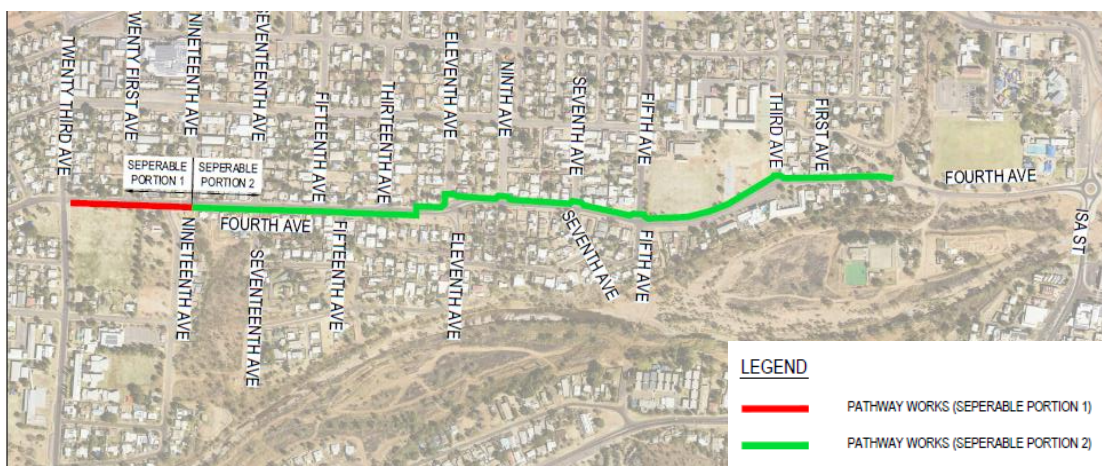 TWENTY THIRD AVE
TWENTY FIRST AVE
NINETEENTH AVE
SEVENTEENTH AVE
FIFTEENTH AVE
THIRTEENTH AVE
ELEVENTH AVE
NINTH AVE
SEVENTH AVE
FIFTH AVE
THIRD AVE
FIRST AVE
SEPERABLE
PORTION 1
SEPERABLE
PORTION 2
FOURTH AVE
FOURTH AVE
NINETEENTH AVE
SEVENTEENTH AVE
FIFTEENTH AVE
ELEVENTH AVE
SEVENTH AVE
FIFTH AVE
ISA ST
LEGEND
PATHWAY WORKS (SEPERABLE PORTION 1)
PATHWAY WORKS (SEPERABLE PORTION 2)